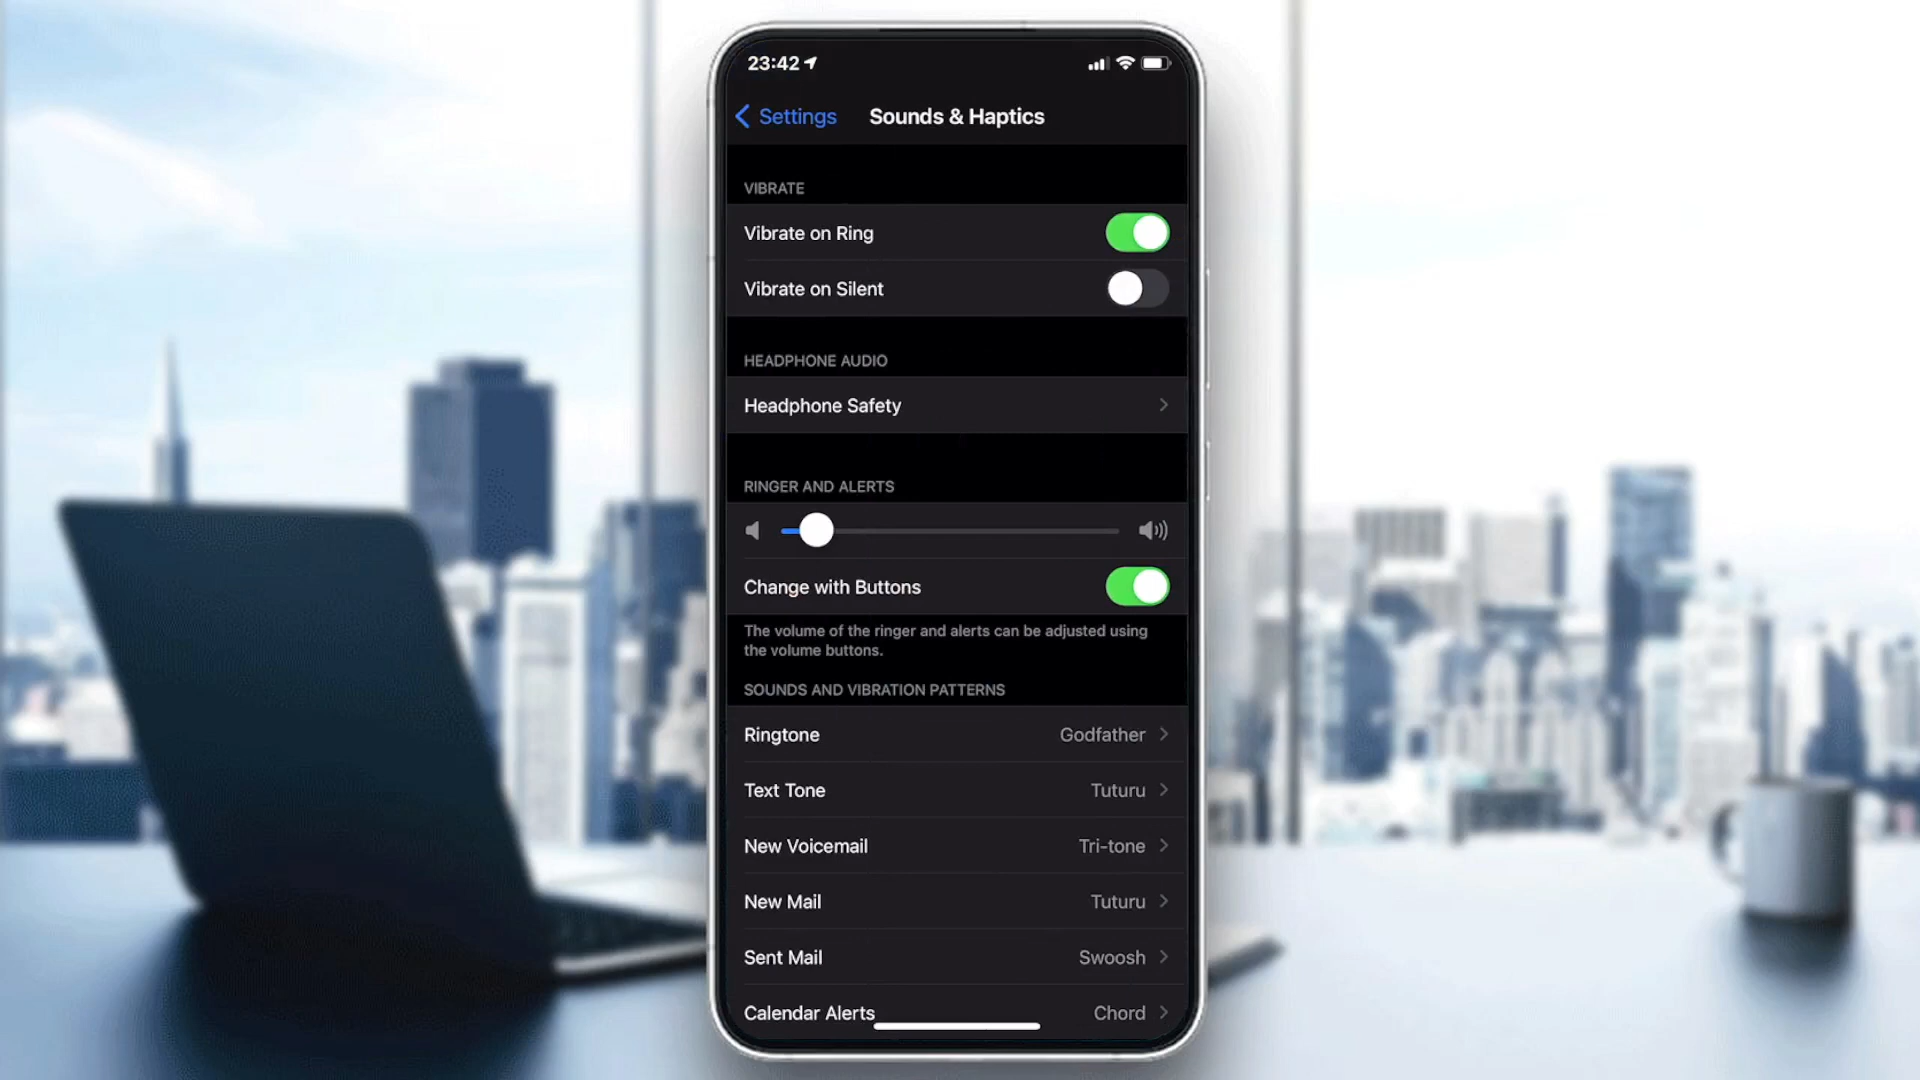 23:42
Settings
Sounds & Haptics
VIBRATE
Vibrate on Ring
Vibrate on Silent
HEADPHONE AUDIO
Headphone Safety
RINGER AND ALERTS
Change with Buttons
The volume of the ringer and alerts can be adjusted using
the volume buttons.
SOUNDS AND VIBRATION PATTERNS
Ringtone Godfather
Text Tone Tuturu
New Voicemail Tri-tone
New Mail Tuturu
Sent Mail Swoosh
Calendar Alerts Chord